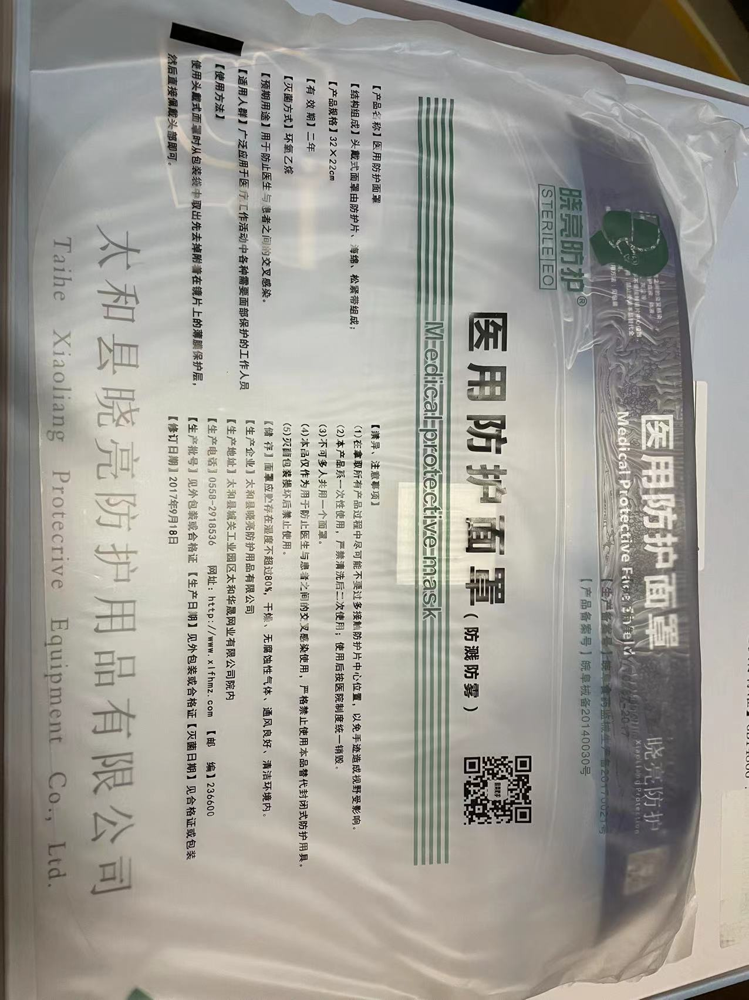 晓亮防护®
STERILE EO
医用防护面罩
Medical Protective Face
晓亮防护
Xiaoliang Protection
【产品备案号】皖阜械备20140030号
医用防护面罩（防溅防雾）
Medical protective mask
【产品名称】医用防护面罩
【结构组成】头戴式面罩由防护片、海绵、松紧带组成；
【产品规格】32×22cm
【有 效 期】二年
【灭菌方式】环氧乙烷
【预期用途】用于防止医生与患者之间的交叉感染。
【适用人群】广泛应用于医疗工作活动中各种需要面部保护的工作人员
【使用方法】
使用头戴式面罩时从包装袋中取出先去掉附着在镜片上的薄膜保护层，
然后直接佩戴头部即可。
【禁异、注意事项】
(1)在拿取所有产品过程中尽可能不要过多接触防护片中心位置，以免手迹造成视野受影响。
(2)本产品系一次性使用，严禁清洗后二次使用；使用后按医院制度统一销毁。
(3)不可多人共用一个面罩。
(4)本品仅作为用于防止医生与患者之间的交叉感染使用，严格禁止使用本品替代封闭式防护用具。
(5)灭菌包装损坏后禁止使用。
【储 存】面罩应贮存在湿度不超过80%，干燥、无腐蚀性气体、通风良好、清洁环境内。
【生产企业】太和县晓亮防护用品有限公司
【生产地址】太和县城关工业园区太和华晟网业有限公司院内
【生产电话】0558-2918536 网址：http://www.xlfhmz.com 【邮 编】236600
【生产批号】见外包装或合格证【生产日期】见外包装或合格证【灭菌日期】见合格证或包装
【修订日期】2017年9月18日
太和县晓亮防护用品有限公司
Taihe Xiaoliang Protecrive Equipment Co., Ltd.